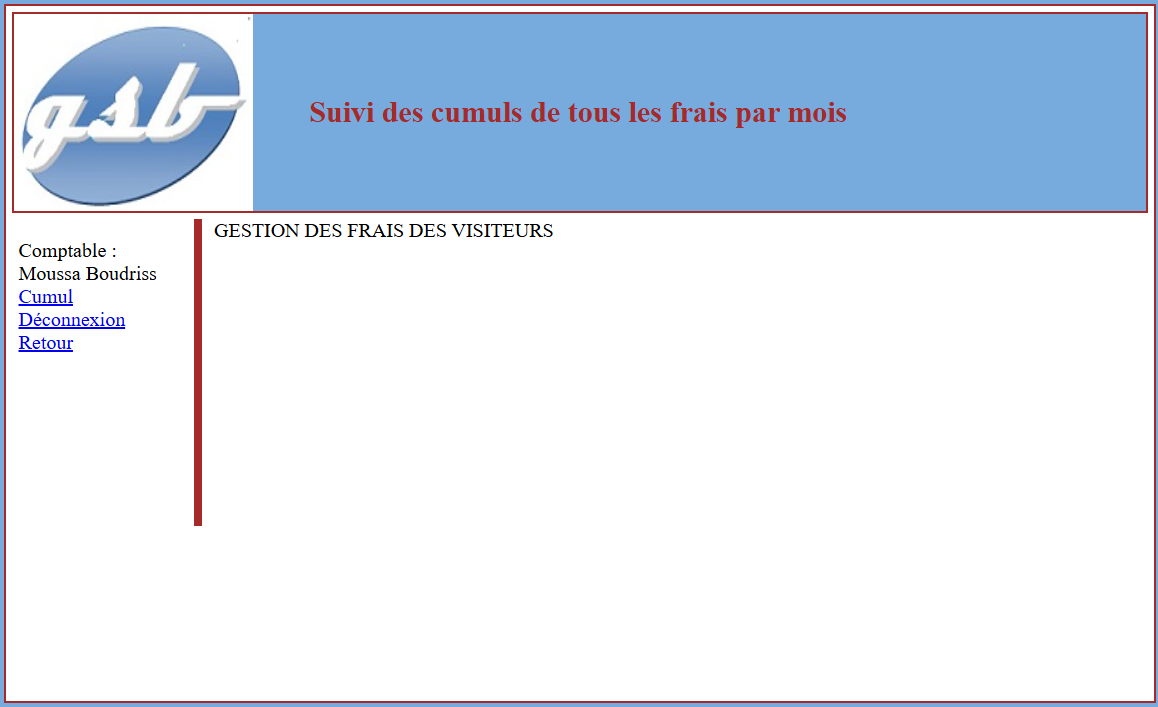 gsb
Suivi des cumuls de tous les frais par mois
GESTION DES FRAIS DES VISITEURS
Comptable :
Moussa Boudriss
Cumul
Déconnexion
Retour